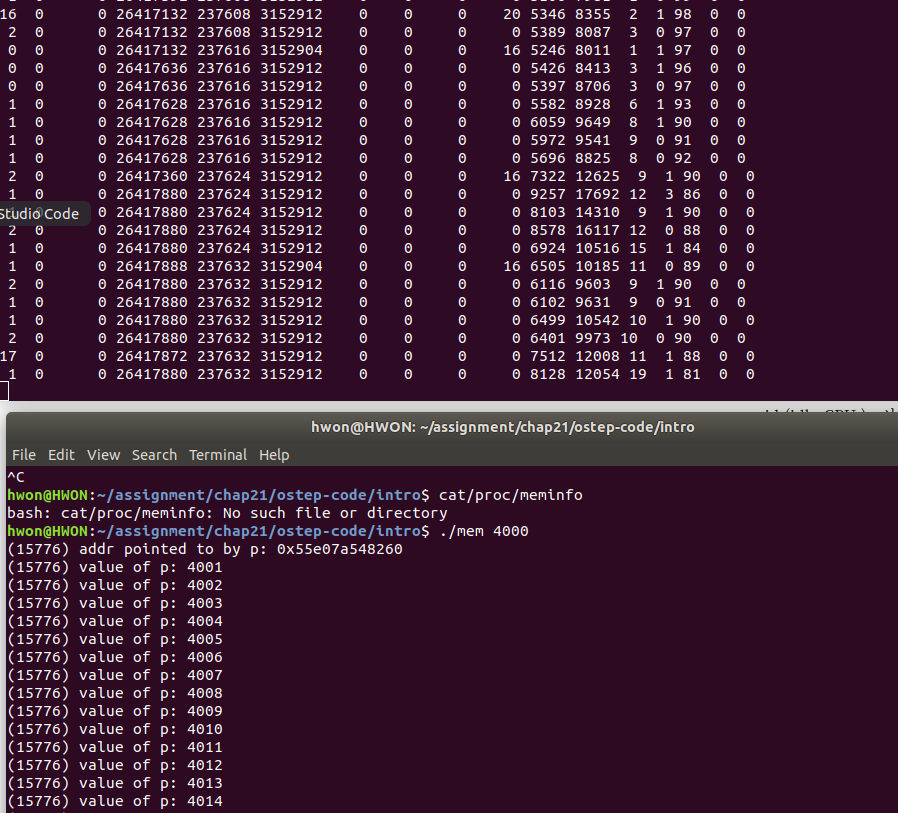 16 0 0 26417132 237608 3152912 0 0 20 5346 8355 2 1 98 0 0
2 0 0 26417132 237608 3152912 0 0 0 5389 8087 3 0 97 0 0
0 0 0 26417132 237616 3152904 0 0 16 5246 8011 1 1 97 0 0
0 0 0 26417636 237616 3152912 0 0 0 5426 8413 3 1 96 0 0
0 0 0 26417636 237616 3152912 0 0 0 5397 8706 3 0 97 0 0
1 0 0 26417628 237616 3152912 0 0 0 5582 8928 6 1 93 0 0
1 0 0 26417628 237616 3152912 0 0 0 6059 9649 8 1 90 0 0
1 0 0 26417628 237616 3152912 0 0 0 5972 9541 9 0 91 0 0
1 0 0 26417628 237616 3152912 0 0 0 5696 8825 8 0 92 0 0
2 0 0 26417360 237624 3152912 0 0 16 7322 12625 9 1 90 0 0
1 0 0 26417880 237624 3152912 0 0 0 9257 17692 12 3 86 0 0
Studio Code 0 26417880 237624 3152912 0 0 0 8103 14310 9 1 90 0 0
2 0 0 26417880 237624 3152912 0 0 0 8578 16117 12 0 88 0 0
1 0 0 26417880 237624 3152912 0 0 0 6924 10516 15 1 84 0 0
1 0 0 26417888 237632 3152904 0 0 16 6505 10185 11 0 89 0 0
2 0 0 26417880 237632 3152912 0 0 0 6116 9603 9 1 90 0 0
1 0 0 26417880 237632 3152912 0 0 0 6102 9631 9 0 91 0 0
1 0 0 26417880 237632 3152912 0 0 0 6499 10542 10 1 90 0 0
2 0 0 26417880 237632 3152912 0 0 0 6401 9973 10 0 90 0 0
17 0 0 26417872 237632 3152912 0 0 0 7512 12008 11 1 88 0 0
1 0 0 26417880 237632 3152912 0 0 0 8128 12054 19 1 81 0 0
hwon@HWON: ~/assignment/chap21/ostep-code/intro
File Edit View Search Terminal Help
^C
hwon@HWON:~/assignment/chap21/ostep-code/intro$ cat/proc/meminfo
bash: cat/proc/meminfo: No such file or directory
hwon@HWON:~/assignment/chap21/ostep-code/intro$ ./mem 4000
(15776) addr pointed to by p: 0x55e07a548260
(15776) value of p: 4001
(15776) value of p: 4002
(15776) value of p: 4003
(15776) value of p: 4004
(15776) value of p: 4005
(15776) value of p: 4006
(15776) value of p: 4007
(15776) value of p: 4008
(15776) value of p: 4009
(15776) value of p: 4010
(15776) value of p: 4011
(15776) value of p: 4012
(15776) value of p: 4013
(15776) value of p: 4014